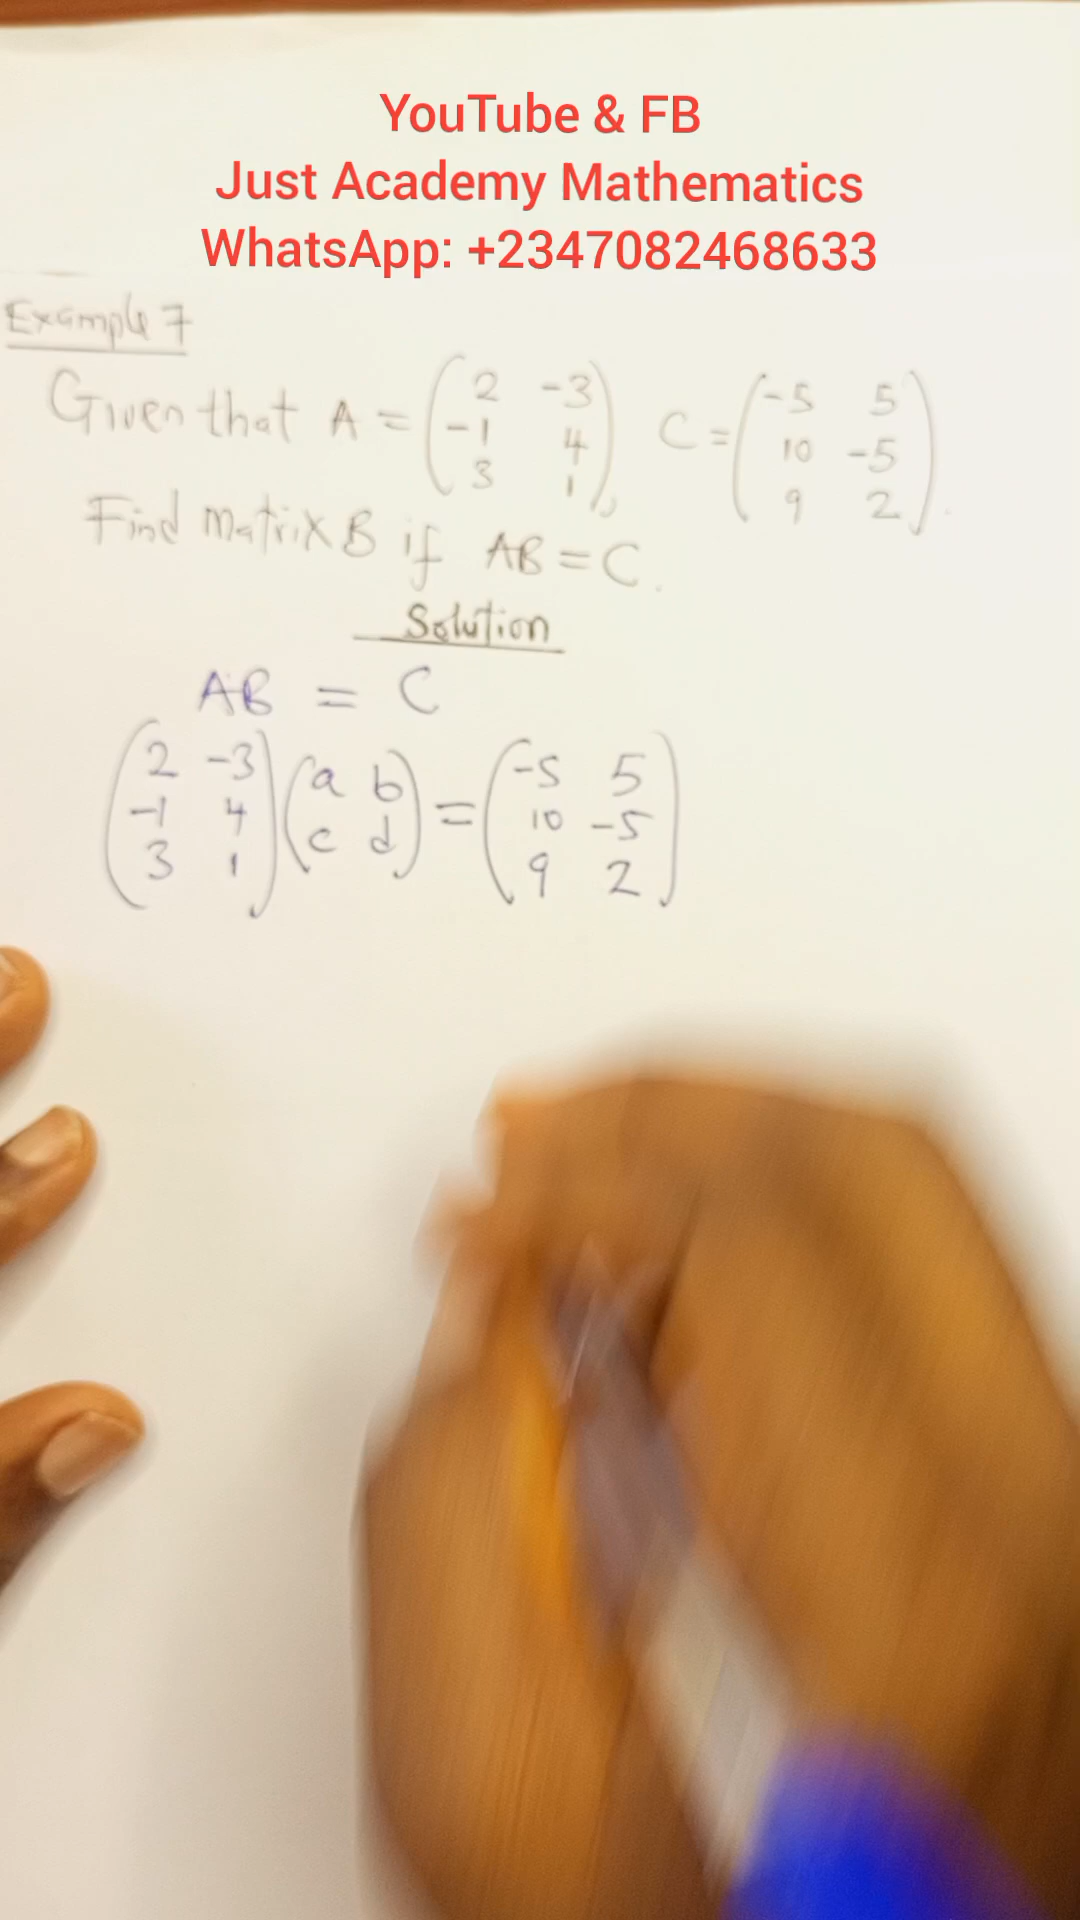 YouTube & FB
Just Academy Mathematics
WhatsApp: +2347082468633
Example 7
Given that A = (2 -3
-1 4
3 1), C = (-5 5
10 -5
9 2).
Find matrix B if AB = C.
Solution
AB = C
(2 -3
-1 4
3 1) (a b
c d) = (-5 5
10 -5
9 2)